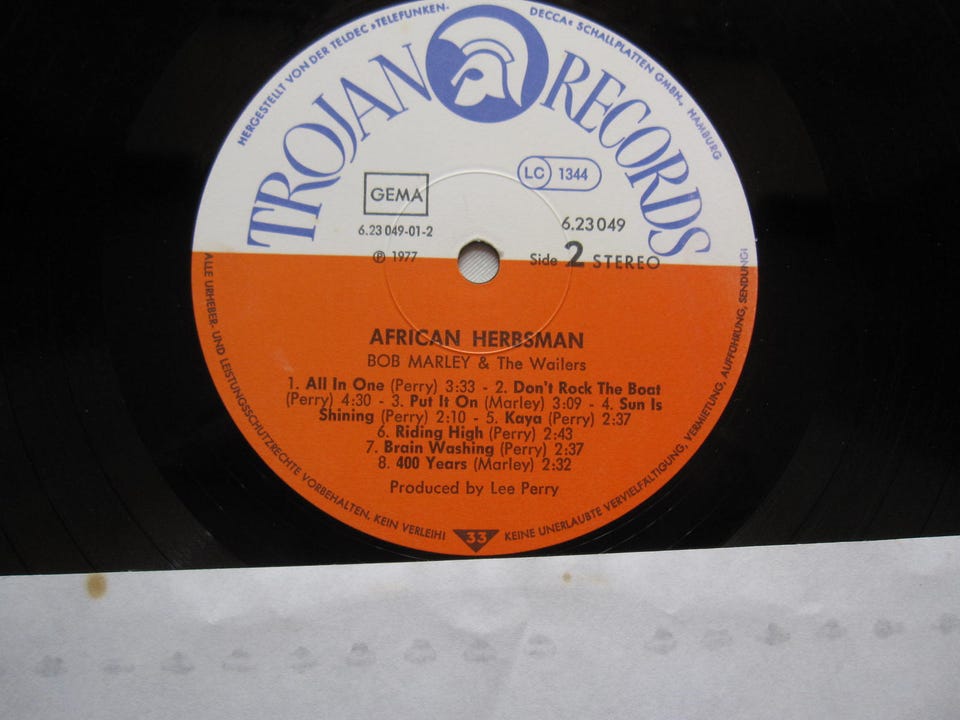 HERGESTELLT VON DER TELDEC »TELEFUNKEN-DECCA« SCHALLPLATTEN GMBH., HAMBURG
TROJAN RECORDS
GEMA
LC 1344
6.23 049-01-2
6.23 049
℗ 1977
Side 2 STEREO
AFRICAN HERBSMAN
BOB MARLEY & The Wailers
1. All In One (Perry) 3:33 - 2. Don't Rock The Boat
(Perry) 4:30 - 3. Put It On (Marley) 3:09 - 4. Sun Is
Shining (Perry) 2:10 - 5. Kaya (Perry) 2:37
6. Riding High (Perry) 2:43
7. Brain Washing (Perry) 2:37
8. 400 Years (Marley) 2:32
Produced by Lee Perry
ALLE URHEBER- UND LEISTUNGSSCHUTZRECHTE VORBEHALTEN, KEIN VERLEIH!
33
KEINE UNERLAUBTE VERVIELFÄLTIGUNG, VERMIETUNG, AUFFÜHRUNG, SENDUNG!